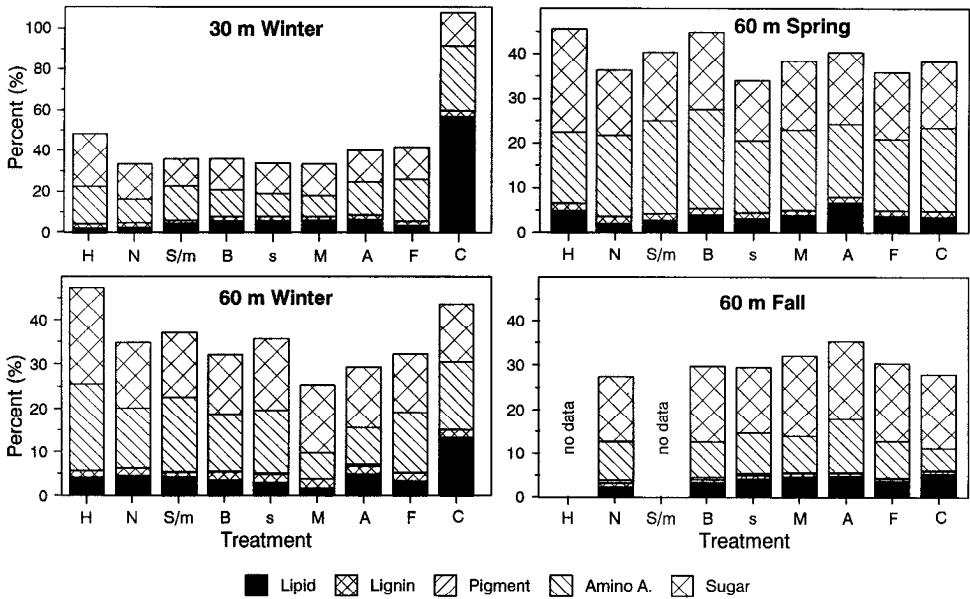 30 m Winter
Percent (%)
100
80
60
40
20
0
H N S/m B s M A F C
60 m Spring
40
30
20
10
0
H N S/m B s M A F C
60 m Winter
Percent (%)
40
30
20
10
0
H N S/m B s M A F C
Treatment
60 m Fall
40
30
20
10
0
no data
no data
H N S/m B s M A F C
Treatment
Lipid Lignin Pigment Amino A. Sugar